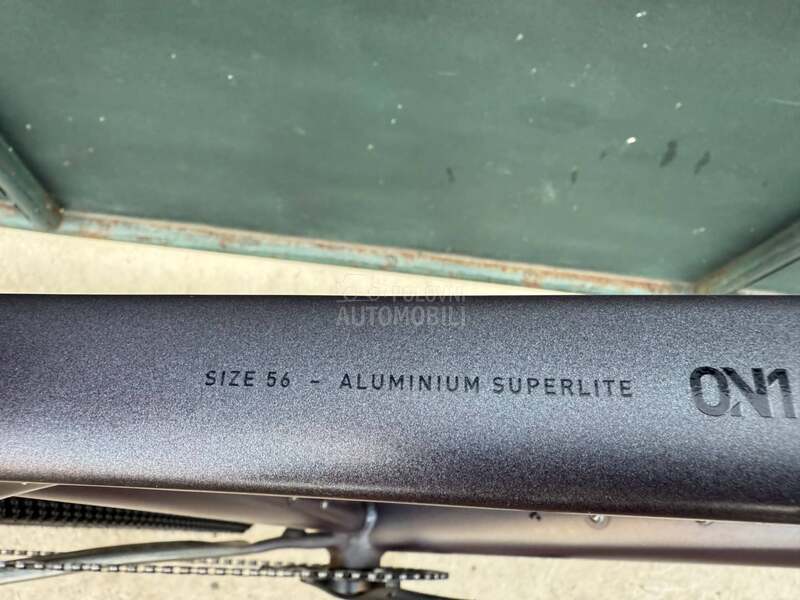 POLOVNI
AUTOMOBILI
SIZE 56 - ALUMINIUM SUPERLITE
ON1